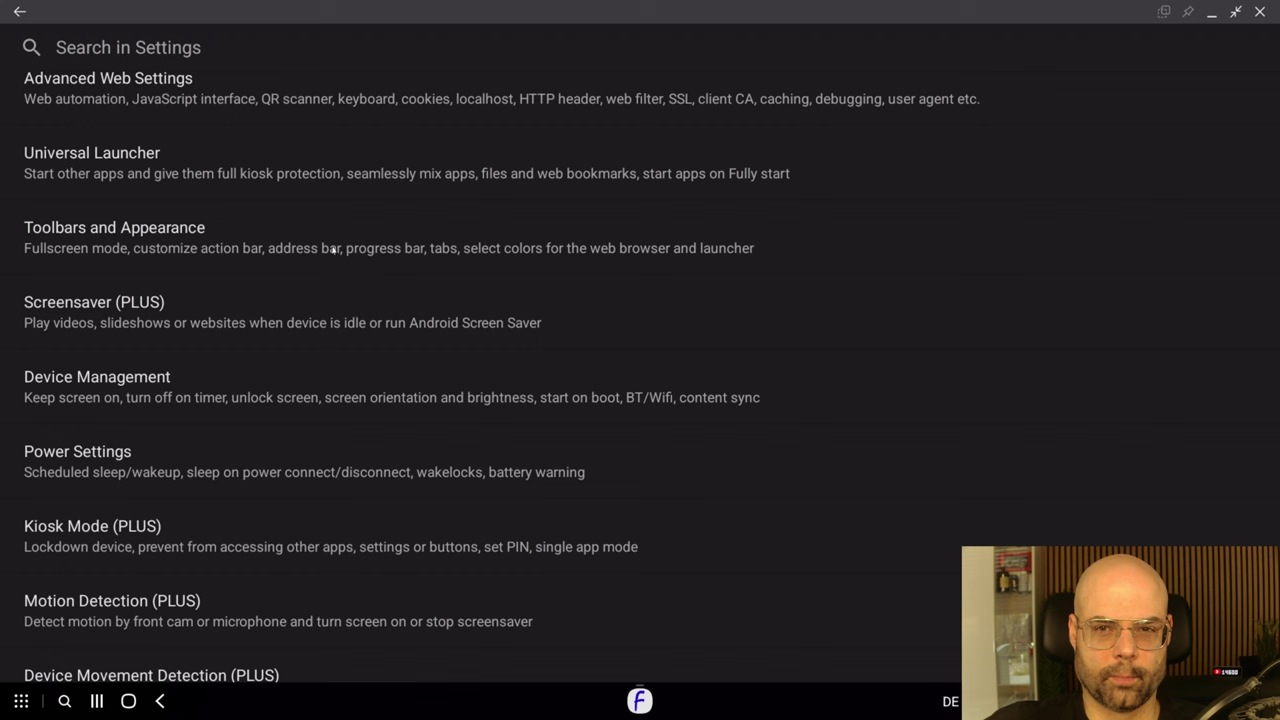 Search in Settings
Advanced Web Settings
Web automation, JavaScript interface, QR scanner, keyboard, cookies, localhost, HTTP header, web filter, SSL, client CA, caching, debugging, user agent etc.
Universal Launcher
Start other apps and give them full kiosk protection, seamlessly mix apps, files and web bookmarks, start apps on Fully start
Toolbars and Appearance
Fullscreen mode, customize action bar, address bar, progress bar, tabs, select colors for the web browser and launcher
Screensaver (PLUS)
Play videos, slideshows or websites when device is idle or run Android Screen Saver
Device Management
Keep screen on, turn off on timer, unlock screen, screen orientation and brightness, start on boot, BT/Wifi, content sync
Power Settings
Scheduled sleep/wakeup, sleep on power connect/disconnect, wakelocks, battery warning
Kiosk Mode (PLUS)
Lockdown device, prevent from accessing other apps, settings or buttons, set PIN, single app mode
Motion Detection (PLUS)
Detect motion by front cam or microphone and turn screen on or stop screensaver
Device Movement Detection (PLUS)
f
DE